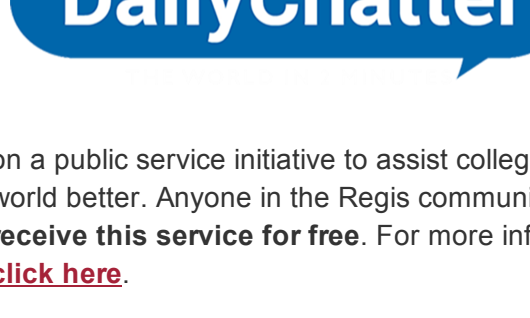 DailyChatter
on a public service initiative to assist colleg
world better. Anyone in the Regis communi
receive this service for free. For more inf
click here.